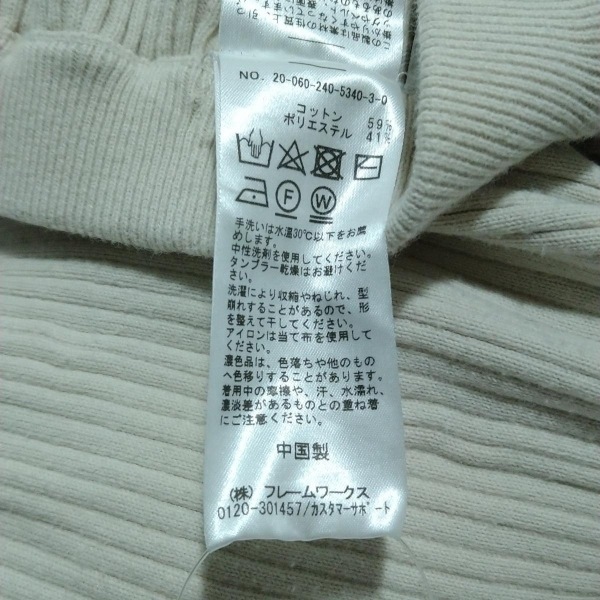 NO. 20-060-240-5340-3-0
コットン 59%
ポリエステル 41%
F
W
手洗いは水温30℃以下をお薦
めします。
中性洗剤を使用してください。
タンブラー乾燥はお避けくださ
い。
洗濯により収縮やねじれ、型
崩れすることがあるので、形
を整えて干してください。
アイロンは当て布を使用して
ください。
濃色品は、色落ちや他のもの
へ色移りすることがあります。
着用中の摩擦や、汗、水濡れ、
濃淡差があるものとの重ね着
にご注意ください。
中国製
(株) フレームワークス
0120-301457/カスタマーサポート